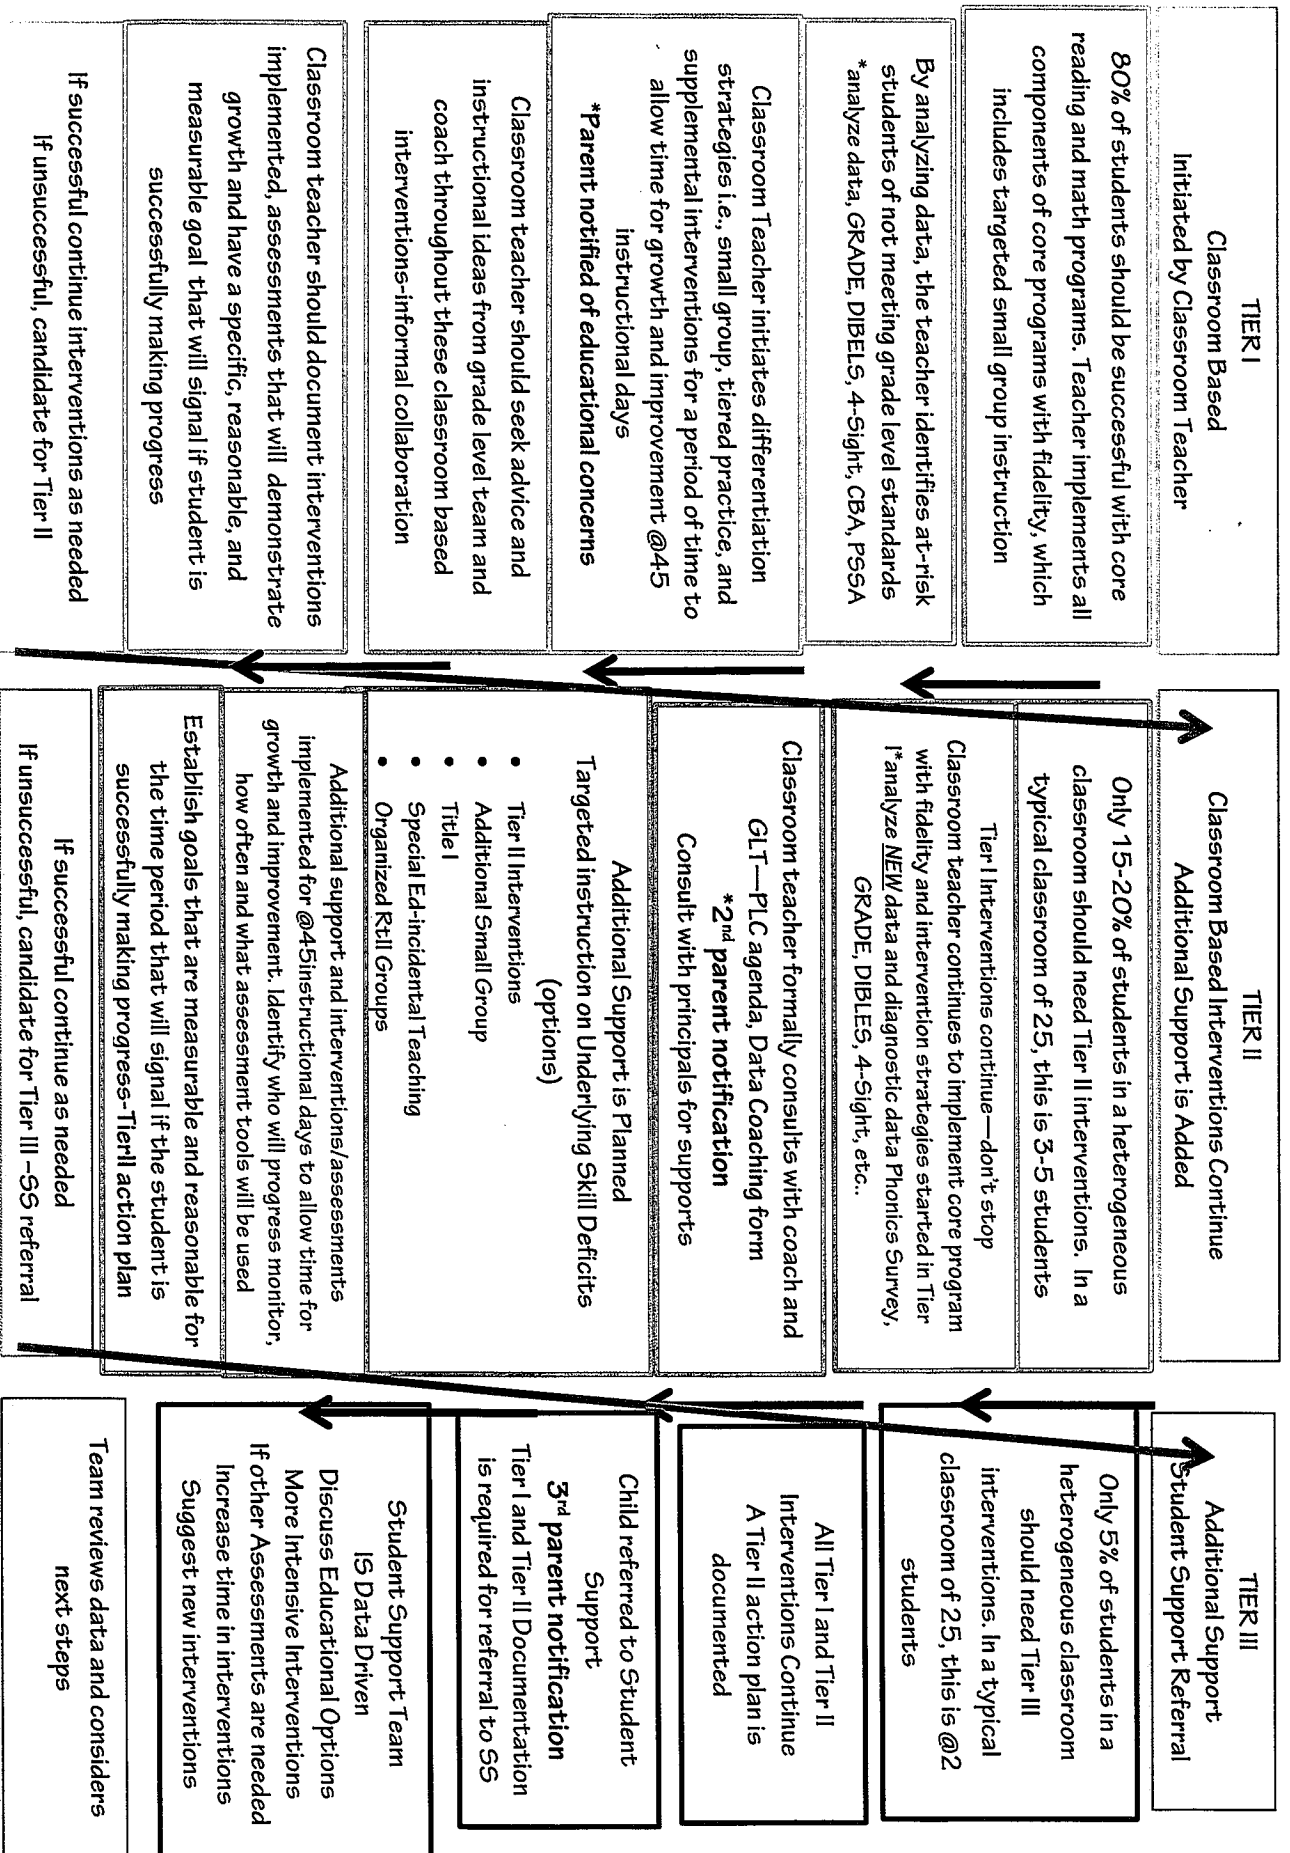 TIER I
Classroom Based
Initiated by Classroom Teacher
80% of students should be successful with core
reading and math programs. Teacher implements all
components of core programs with fidelity, which
includes targeted small group instruction
By analyzing data, the teacher identifies at-risk
students of not meeting grade level standards
*analyze data, GRADE, DIBELS, 4-Sight, CBA, PSSA
Classroom Teacher initiates differentiation
strategies i.e., small group, tiered practice, and
supplemental interventions for a period of time to
allow time for growth and improvement @45
instructional days
*Parent notified of educational concerns
Classroom teacher should seek advice and
instructional ideas from grade level team and
coach throughout these classroom based
interventions-informal collaboration
Classroom teacher should document interventions
implemented, assessments that will demonstrate
growth and have a specific, reasonable, and
measurable goal that will signal if student is
successfully making progress
If successful continue interventions as needed
If unsuccessful, candidate for Tier II
TIER II
Classroom Based Interventions Continue
Additional Support is Added
Only 15-20% of students in a heterogeneous
classroom should need Tier II interventions. In a
typical classroom of 25, this is 3-5 students
Tier I Interventions continue—don't stop
Classroom teacher continues to implement core program
with fidelity and intervention strategies started in Tier
I*analyze NEW data and diagnostic data Phonics Survey,
GRADE, DIBLES, 4-Sight, etc..
Classroom teacher formally consults with coach and
GLT—PLC agenda, Data Coaching form
*2nd parent notification
Consult with principals for supports
Additional Support is Planned
Targeted instruction on Underlying Skill Deficits
(options)
• Tier II Interventions
• Additional Small Group
• Title I
• Special Ed-incidental Teaching
• Organized RtII Groups
Additional support and interventions/assessments
implemented for @45instructional days to allow time for
growth and improvement. Identify who will progress monitor,
how often and what assessment tools will be used
Establish goals that are measurable and reasonable for
the time period that will signal if the student is
successfully making progress-TierII action plan
If successful continue as needed
If unsuccessful, candidate for Tier III –SS referral
TIER III
Additional Support
Student Support Referral
Only 5% of students in a
heterogeneous classroom
should need Tier III
interventions. In a typical
classroom of 25, this is @2
students
All Tier I and Tier II
Interventions Continue
A Tier II action plan is
documented
Child referred to Student
Support
3rd parent notification
Tier I and Tier II Documentation
is required for referral to SS
Student Support Team
IS Data Driven
Discuss Educational Options
More Intensive Interventions
If other Assessments are needed
Increase time in interventions
Suggest new interventions
Team reviews data and considers
next steps